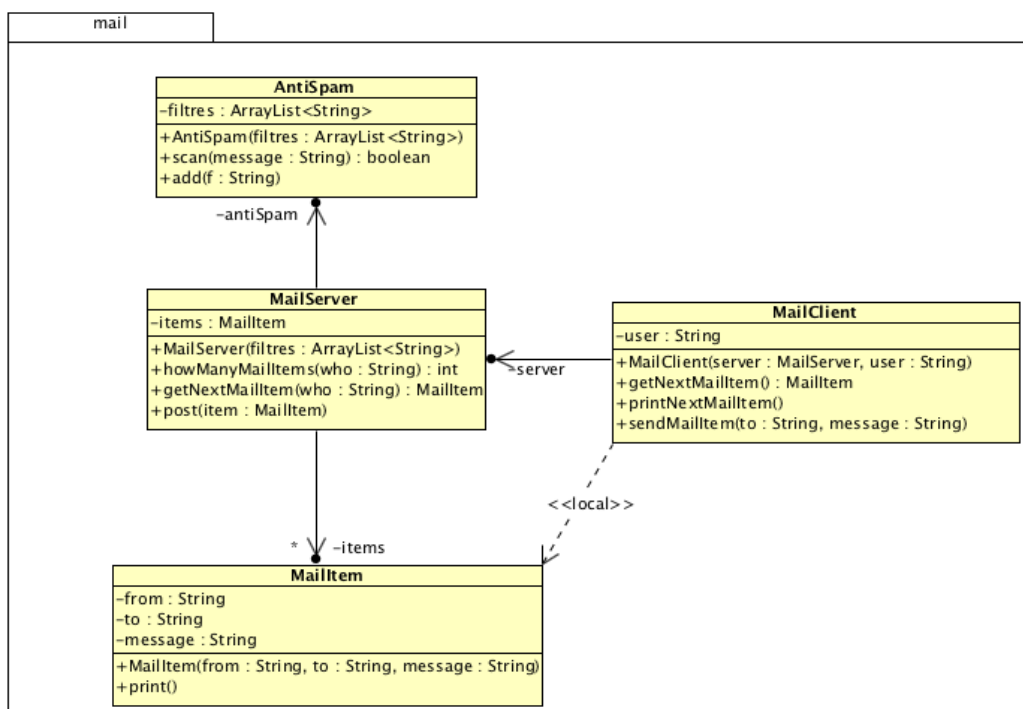 mail
AntiSpam
-filtres : ArrayList<String>
+AntiSpam(filtres : ArrayList<String>)
+scan(message : String) : boolean
+add(f : String)
-antiSpam
MailServer
-items : MailItem
+MailServer(filtres : ArrayList<String>)
+howManyMailItems(who : String) : int
+getNextMailItem(who : String) : MailItem
+post(item : MailItem)
-server
MailClient
-user : String
+MailClient(server : MailServer, user : String)
+getNextMailItem() : MailItem
+printNextMailItem()
+sendMailItem(to : String, message : String)
<<local>>
* -items
MailItem
-from : String
-to : String
-message : String
+MailItem(from : String, to : String, message : String)
+print()